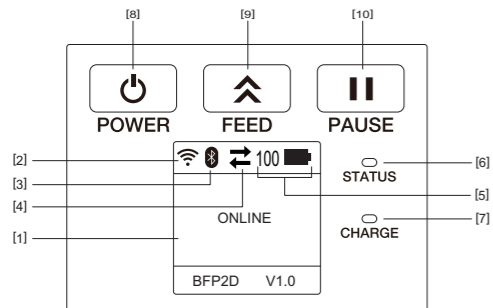 [8] [9] [10]
POWER FEED PAUSE
[2] 100 [6]
STATUS
[3]
[4] [5]
ONLINE
[7]
[1] CHARGE
BFP2D V1.0